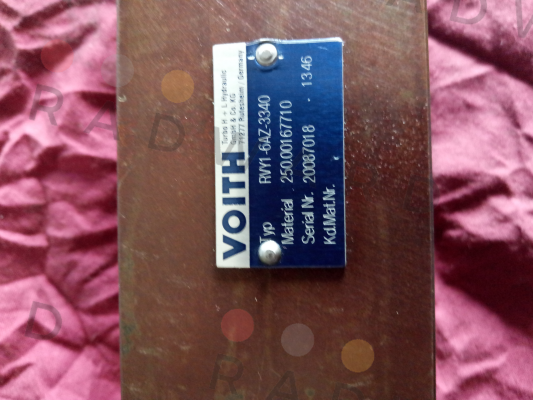 VOITH
Turbo H + L Hydraulic
GmbH & Co. KG
71277 Rutesheim / Germany
Typ RVY1-6AZ-3340
Material 250.00167710
Serial Nr. 20087018 . 1346
Kd.Mat.Nr.